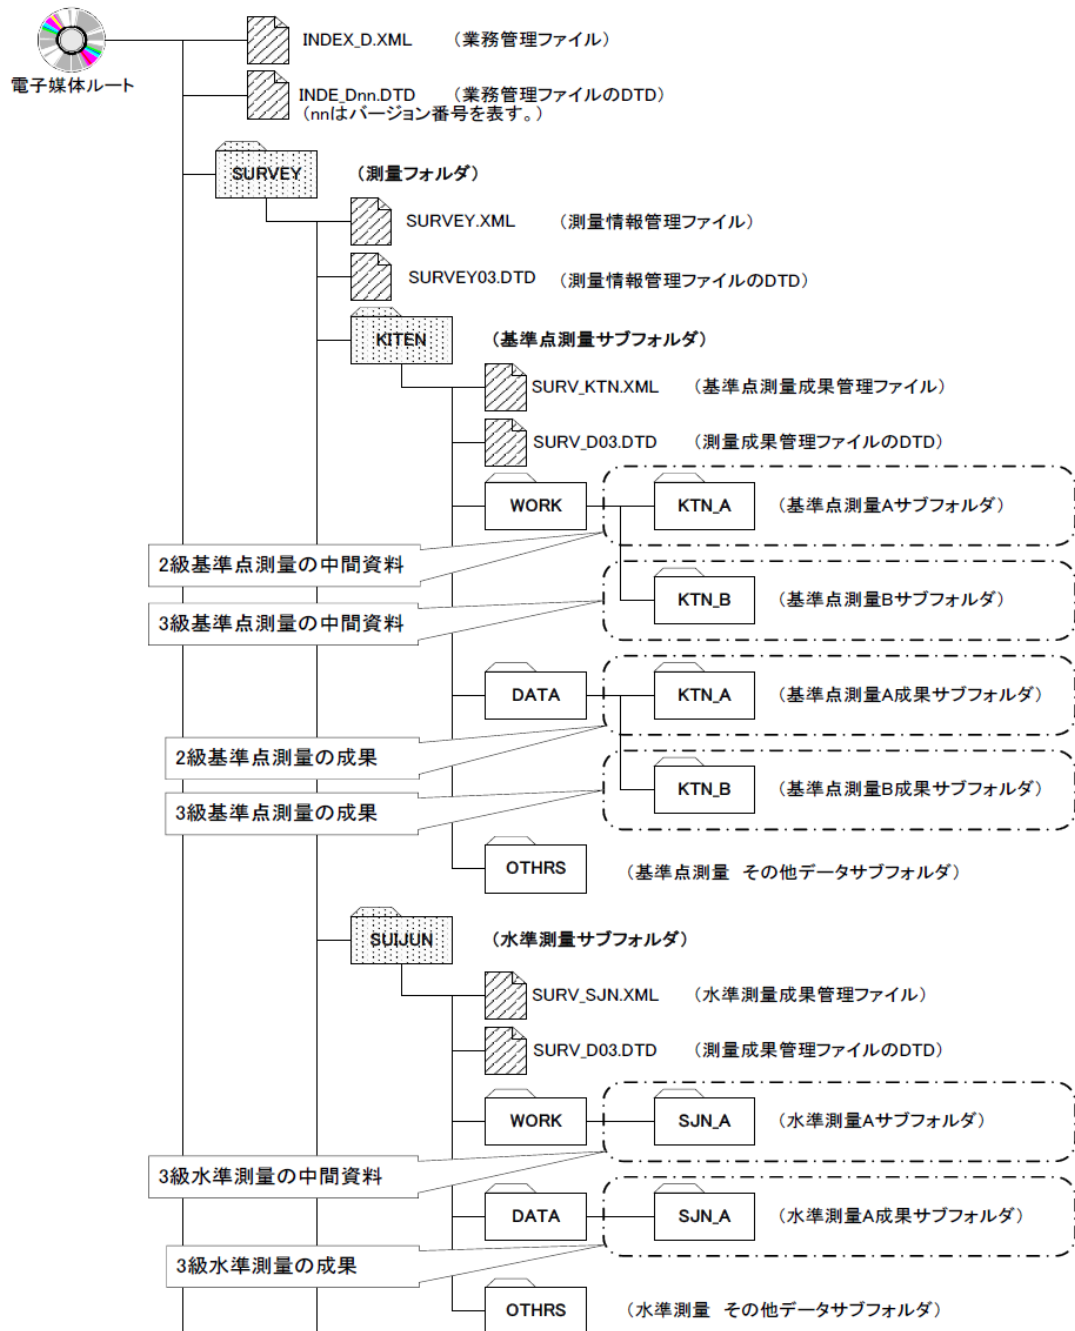 INDEX_D.XML （業務管理ファイル）
電子媒体ルート
INDE_Dnn.DTD （業務管理ファイルのDTD）
（nnはバージョン番号を表す。）
SURVEY （測量フォルダ）
SURVEY.XML （測量情報管理ファイル）
SURVEY03.DTD （測量情報管理ファイルのDTD）
KITEN （基準点測量サブフォルダ）
SURV_KTN.XML （基準点測量成果管理ファイル）
SURV_D03.DTD （測量成果管理ファイルのDTD）
WORK KTN_A （基準点測量Aサブフォルダ）
2級基準点測量の中間資料
KTN_B （基準点測量Bサブフォルダ）
3級基準点測量の中間資料
DATA KTN_A （基準点測量A成果サブフォルダ）
2級基準点測量の成果
KTN_B （基準点測量B成果サブフォルダ）
3級基準点測量の成果
OTHRS （基準点測量 その他データサブフォルダ）
SUIJUN （水準測量サブフォルダ）
SURV_SJN.XML （水準測量成果管理ファイル）
SURV_D03.DTD （測量成果管理ファイルのDTD）
WORK SJN_A （水準測量Aサブフォルダ）
3級水準測量の中間資料
DATA SJN_A （水準測量A成果サブフォルダ）
3級水準測量の成果
OTHRS （水準測量 その他データサブフォルダ）